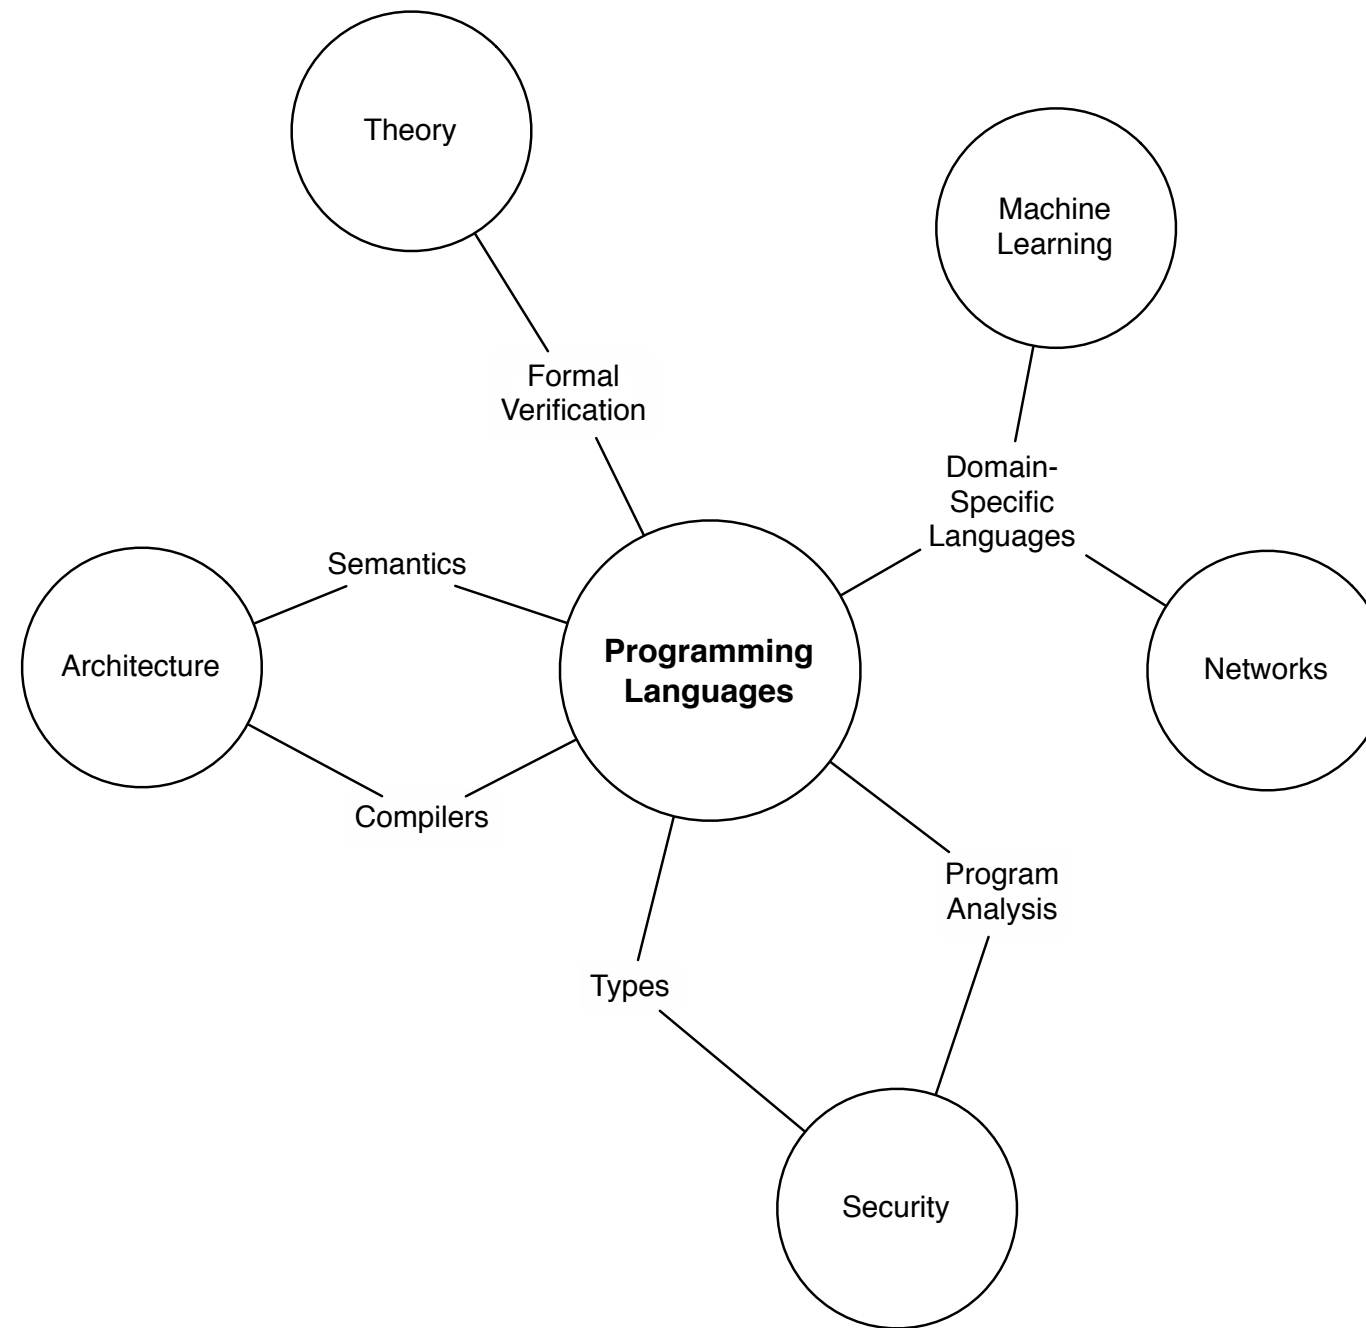 Theory
Machine
Learning
Formal
Verification
Domain-
Specific
Languages
Semantics
Architecture
Programming
Languages
Networks
Compilers
Program
Analysis
Types
Security